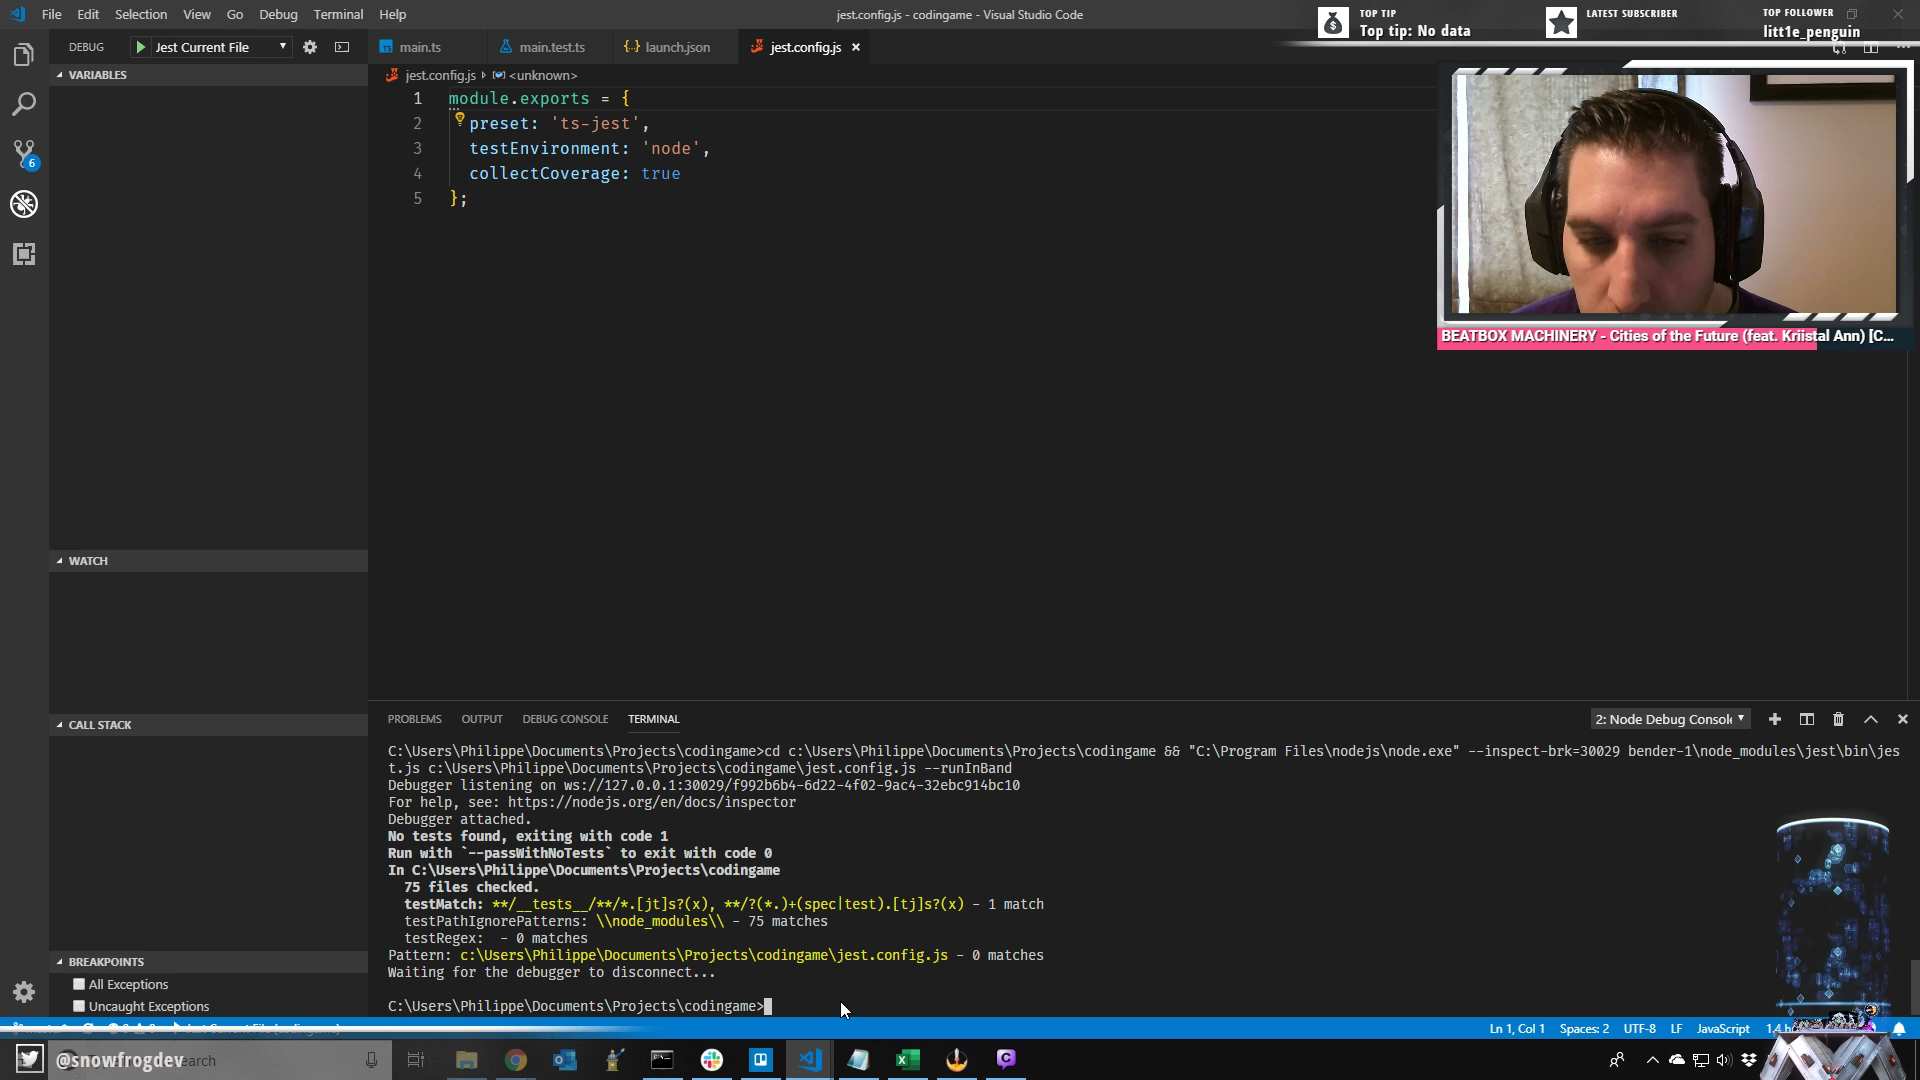 File Edit Selection View Go Debug Terminal Help
jest.config.js - codingame - Visual Studio Code
TOP TIP
Top tip: No data
LATEST SUBSCRIBER
TOP FOLLOWER
litt1e_penguin
DEBUG
Jest Current File
main.ts
main.test.ts
launch.json
jest.config.js
VARIABLES
jest.config.js
<unknown>
1 module.exports = {
2 preset: 'ts-jest',
3 testEnvironment: 'node',
4 collectCoverage: true
5 };
6
BEATBOX MACHINERY - Cities of the Future (feat. Kriistal Ann) [C...
WATCH
CALL STACK
BREAKPOINTS
All Exceptions
Uncaught Exceptions
PROBLEMS OUTPUT DEBUG CONSOLE TERMINAL
2: Node Debug Console
C:\Users\Philippe\Documents\Projects\codingame>cd c:\Users\Philippe\Documents\Projects\codingame && "C:\Program Files\nodejs\node.exe" --inspect-brk=30029 bender-1\node_modules\jest\bin\jes
t.js c:\Users\Philippe\Documents\Projects\codingame\jest.config.js --runInBand
Debugger listening on ws://127.0.0.1:30029/f992b6b4-6d22-4f02-9ac4-32ebc914bc10
For help, see: https://nodejs.org/en/docs/inspector
Debugger attached.
No tests found, exiting with code 1
Run with `--passWithNoTests` to exit with code 0
In C:\Users\Philippe\Documents\Projects\codingame
75 files checked.
testMatch: **/__tests__/**/*.[jt]s?(x), **/?(*.)+(spec|test).[tj]s?(x) - 1 match
testPathIgnorePatterns: \\node_modules\\ - 75 matches
testRegex:  - 0 matches
Pattern: c:\Users\Philippe\Documents\Projects\codingame\jest.config.js - 0 matches
Waiting for the debugger to disconnect...
C:\Users\Philippe\Documents\Projects\codingame>
Ln 1, Col 1 Spaces: 2 UTF-8 LF JavaScript
@snowfrogdev